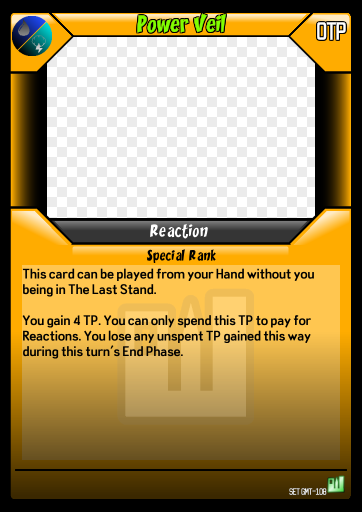 Power Veil
0TP
Reaction
Special Rank
This card can be played from your Hand without you
being in The Last Stand.
You gain 4 TP. You can only spend this TP to pay for
Reactions. You lose any unspent TP gained this way
during this turn's End Phase.
SET GMT-108